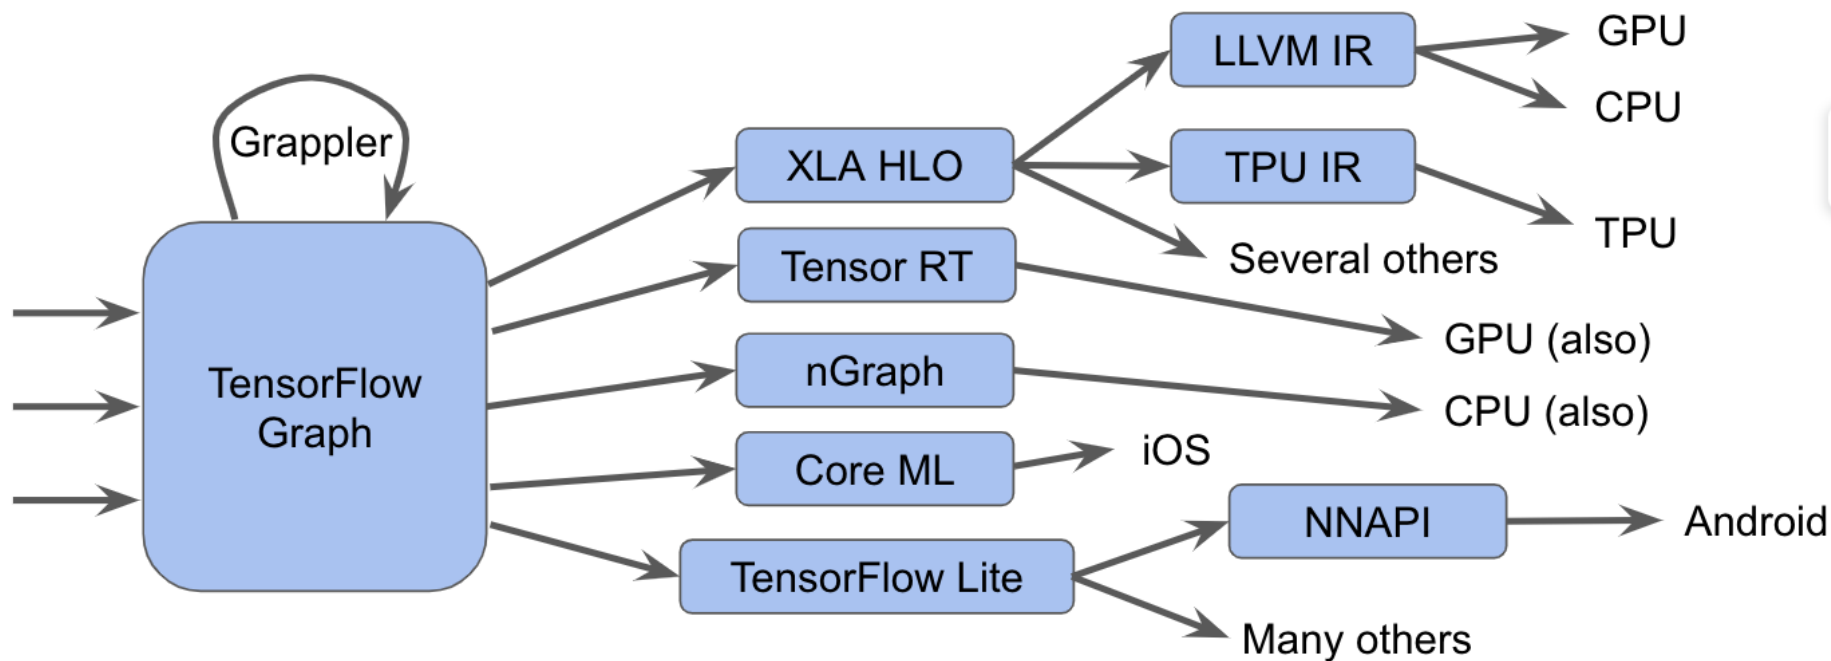 Grappler
TensorFlow
Graph
XLA HLO
Tensor RT
nGraph
Core ML
TensorFlow Lite
LLVM IR
TPU IR
Several others
GPU
CPU
TPU
GPU (also)
CPU (also)
iOS
NNAPI
Android
Many others